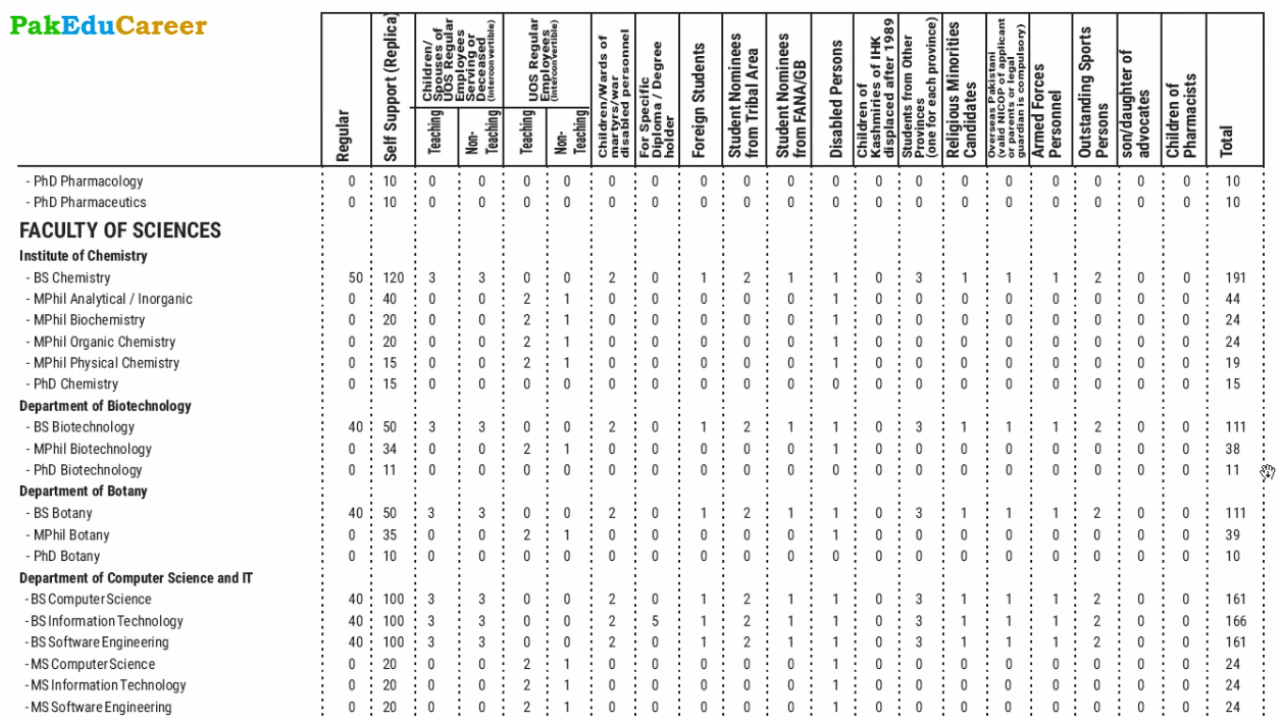 PakEduCareer
Regular
Self Support (Replica)
Children/
Spouses of
UOS Regular
Employees
Serving or
Deceased
(Interconvertible)
Teaching
Non-
Teaching
UOS Regular
Employees
(Interconvertible)
Teaching
Non-
Teaching
Children/Wards of
martyrs/war
disabled personnel
For Specific
Diploma / Degree
holder
Foreign Students
Student Nominees
from Tribal Area
Student Nominees
from FANA/GB
Disabled Persons
Children of
Kashmiries of IHK
displaced after 1989
Students from Other
Provinces
(one for each province)
Religious Minorities
Candidates
Overseas Pakistani
(valid NICOP of applicant
or parents or legal
guardian is compulsory)
Armed Forces
Personnel
Outstanding Sports
Persons
son/daughter of
advocates
Children of
Pharmacists
Total
- PhD Pharmacology 0 10 0 0 0 0 0 0 0 0 0 0 0 0 0 0 0 0 0 0 10
- PhD Pharmaceutics 0 10 0 0 0 0 0 0 0 0 0 0 0 0 0 0 0 0 0 0 10
FACULTY OF SCIENCES
Institute of Chemistry
- BS Chemistry 50 120 3 3 0 0 2 0 1 2 1 1 0 3 1 1 1 2 0 0 191
- MPhil Analytical / Inorganic 0 40 0 0 2 1 0 0 0 0 0 1 0 0 0 0 0 0 0 0 44
- MPhil Biochemistry 0 20 0 0 2 1 0 0 0 0 0 1 0 0 0 0 0 0 0 0 24
- MPhil Organic Chemistry 0 20 0 0 2 1 0 0 0 0 0 1 0 0 0 0 0 0 0 0 24
- MPhil Physical Chemistry 0 15 0 0 2 1 0 0 0 0 0 1 0 0 0 0 0 0 0 0 19
- PhD Chemistry 0 15 0 0 0 0 0 0 0 0 0 0 0 0 0 0 0 0 0 0 15
Department of Biotechnology
- BS Biotechnology 40 50 3 3 0 0 2 0 1 2 1 1 0 3 1 1 1 2 0 0 111
- MPhil Biotechnology 0 34 0 0 2 1 0 0 0 0 0 1 0 0 0 0 0 0 0 0 38
- PhD Biotechnology 0 11 0 0 0 0 0 0 0 0 0 0 0 0 0 0 0 0 0 0 11
Department of Botany
- BS Botany 40 50 3 3 0 0 2 0 1 2 1 1 0 3 1 1 1 2 0 0 111
- MPhil Botany 0 35 0 0 2 1 0 0 0 0 0 1 0 0 0 0 0 0 0 0 39
- PhD Botany 0 10 0 0 0 0 0 0 0 0 0 0 0 0 0 0 0 0 0 0 10
Department of Computer Science and IT
- BS Computer Science 40 100 3 3 0 0 2 0 1 2 1 1 0 3 1 1 1 2 0 0 161
- BS Information Technology 40 100 3 3 0 0 2 5 1 2 1 1 0 3 1 1 1 2 0 0 166
- BS Software Engineering 40 100 3 3 0 0 2 0 1 2 1 1 0 3 1 1 1 2 0 0 161
- MS Computer Science 0 20 0 0 2 1 0 0 0 0 0 1 0 0 0 0 0 0 0 0 24
- MS Information Technology 0 20 0 0 2 1 0 0 0 0 0 1 0 0 0 0 0 0 0 0 24
- MS Software Engineering 0 20 0 0 2 1 0 0 0 0 0 1 0 0 0 0 0 0 0 0 24